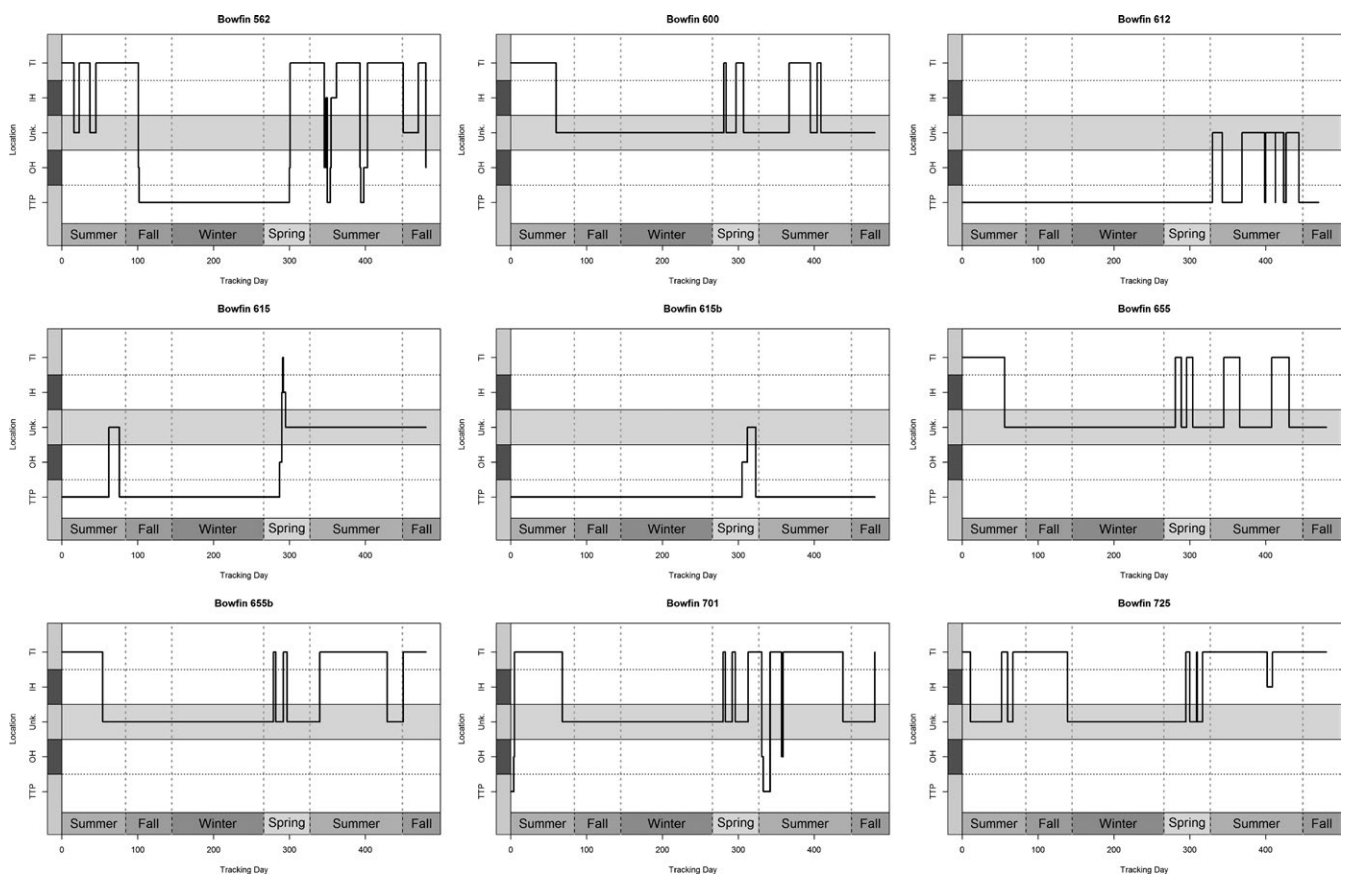 Bowfin 562
Bowfin 600
Bowfin 612
Location
TI
IH
Unk.
OH
TTP
Summer Fall Winter Spring Summer Fall
0 100 200 300 400
Tracking Day
Location
TI
IH
Unk.
OH
TTP
Summer Fall Winter Spring Summer Fall
0 100 200 300 400
Tracking Day
Location
TI
IH
Unk.
OH
TTP
Summer Fall Winter Spring Summer Fall
0 100 200 300 400
Tracking Day
Bowfin 615
Bowfin 615b
Bowfin 655
Location
TI
IH
Unk.
OH
TTP
Summer Fall Winter Spring Summer Fall
0 100 200 300 400
Tracking Day
Location
TI
IH
Unk.
OH
TTP
Summer Fall Winter Spring Summer Fall
0 100 200 300 400
Tracking Day
Location
TI
IH
Unk.
OH
TTP
Summer Fall Winter Spring Summer Fall
0 100 200 300 400
Tracking Day
Bowfin 655b
Bowfin 701
Bowfin 725
Location
TI
IH
Unk.
OH
TTP
Summer Fall Winter Spring Summer Fall
0 100 200 300 400
Tracking Day
Location
TI
IH
Unk.
OH
TTP
Summer Fall Winter Spring Summer Fall
0 100 200 300 400
Tracking Day
Location
TI
IH
Unk.
OH
TTP
Summer Fall Winter Spring Summer Fall
0 100 200 300 400
Tracking Day